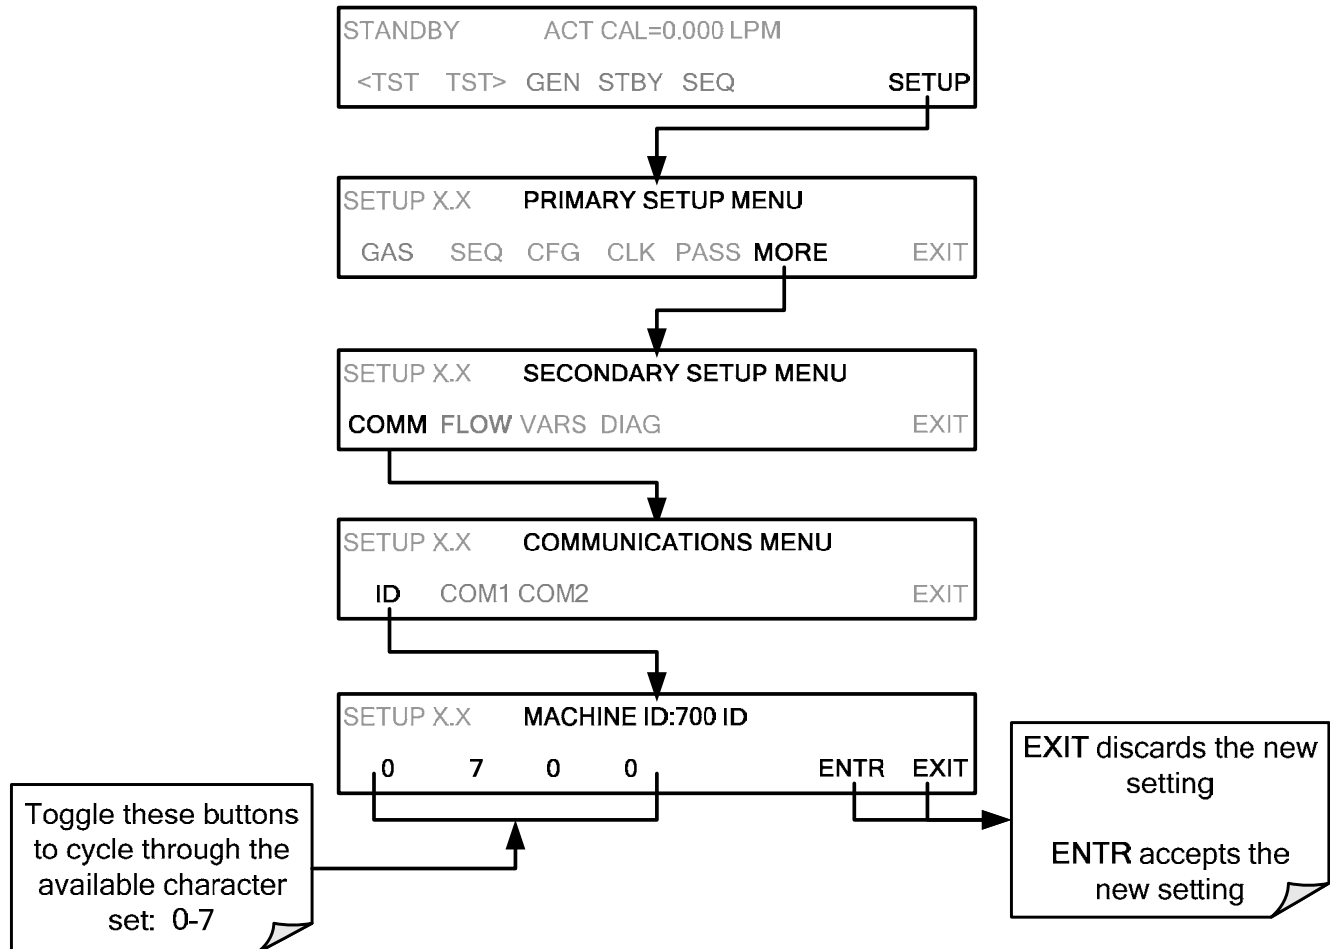 STANDBY ACT CAL=0.000 LPM
<TST TST> GEN STBY SEQ SETUP
SETUP X.X PRIMARY SETUP MENU
GAS SEQ CFG CLK PASS MORE EXIT
SETUP X.X SECONDARY SETUP MENU
COMM FLOW VARS DIAG EXIT
SETUP X.X COMMUNICATIONS MENU
ID COM1 COM2 EXIT
SETUP X.X MACHINE ID:700 ID
0 7 0 0 ENTR EXIT
Toggle these buttons
to cycle through the
available character
set: 0-7
EXIT discards the new
setting
ENTR accepts the
new setting